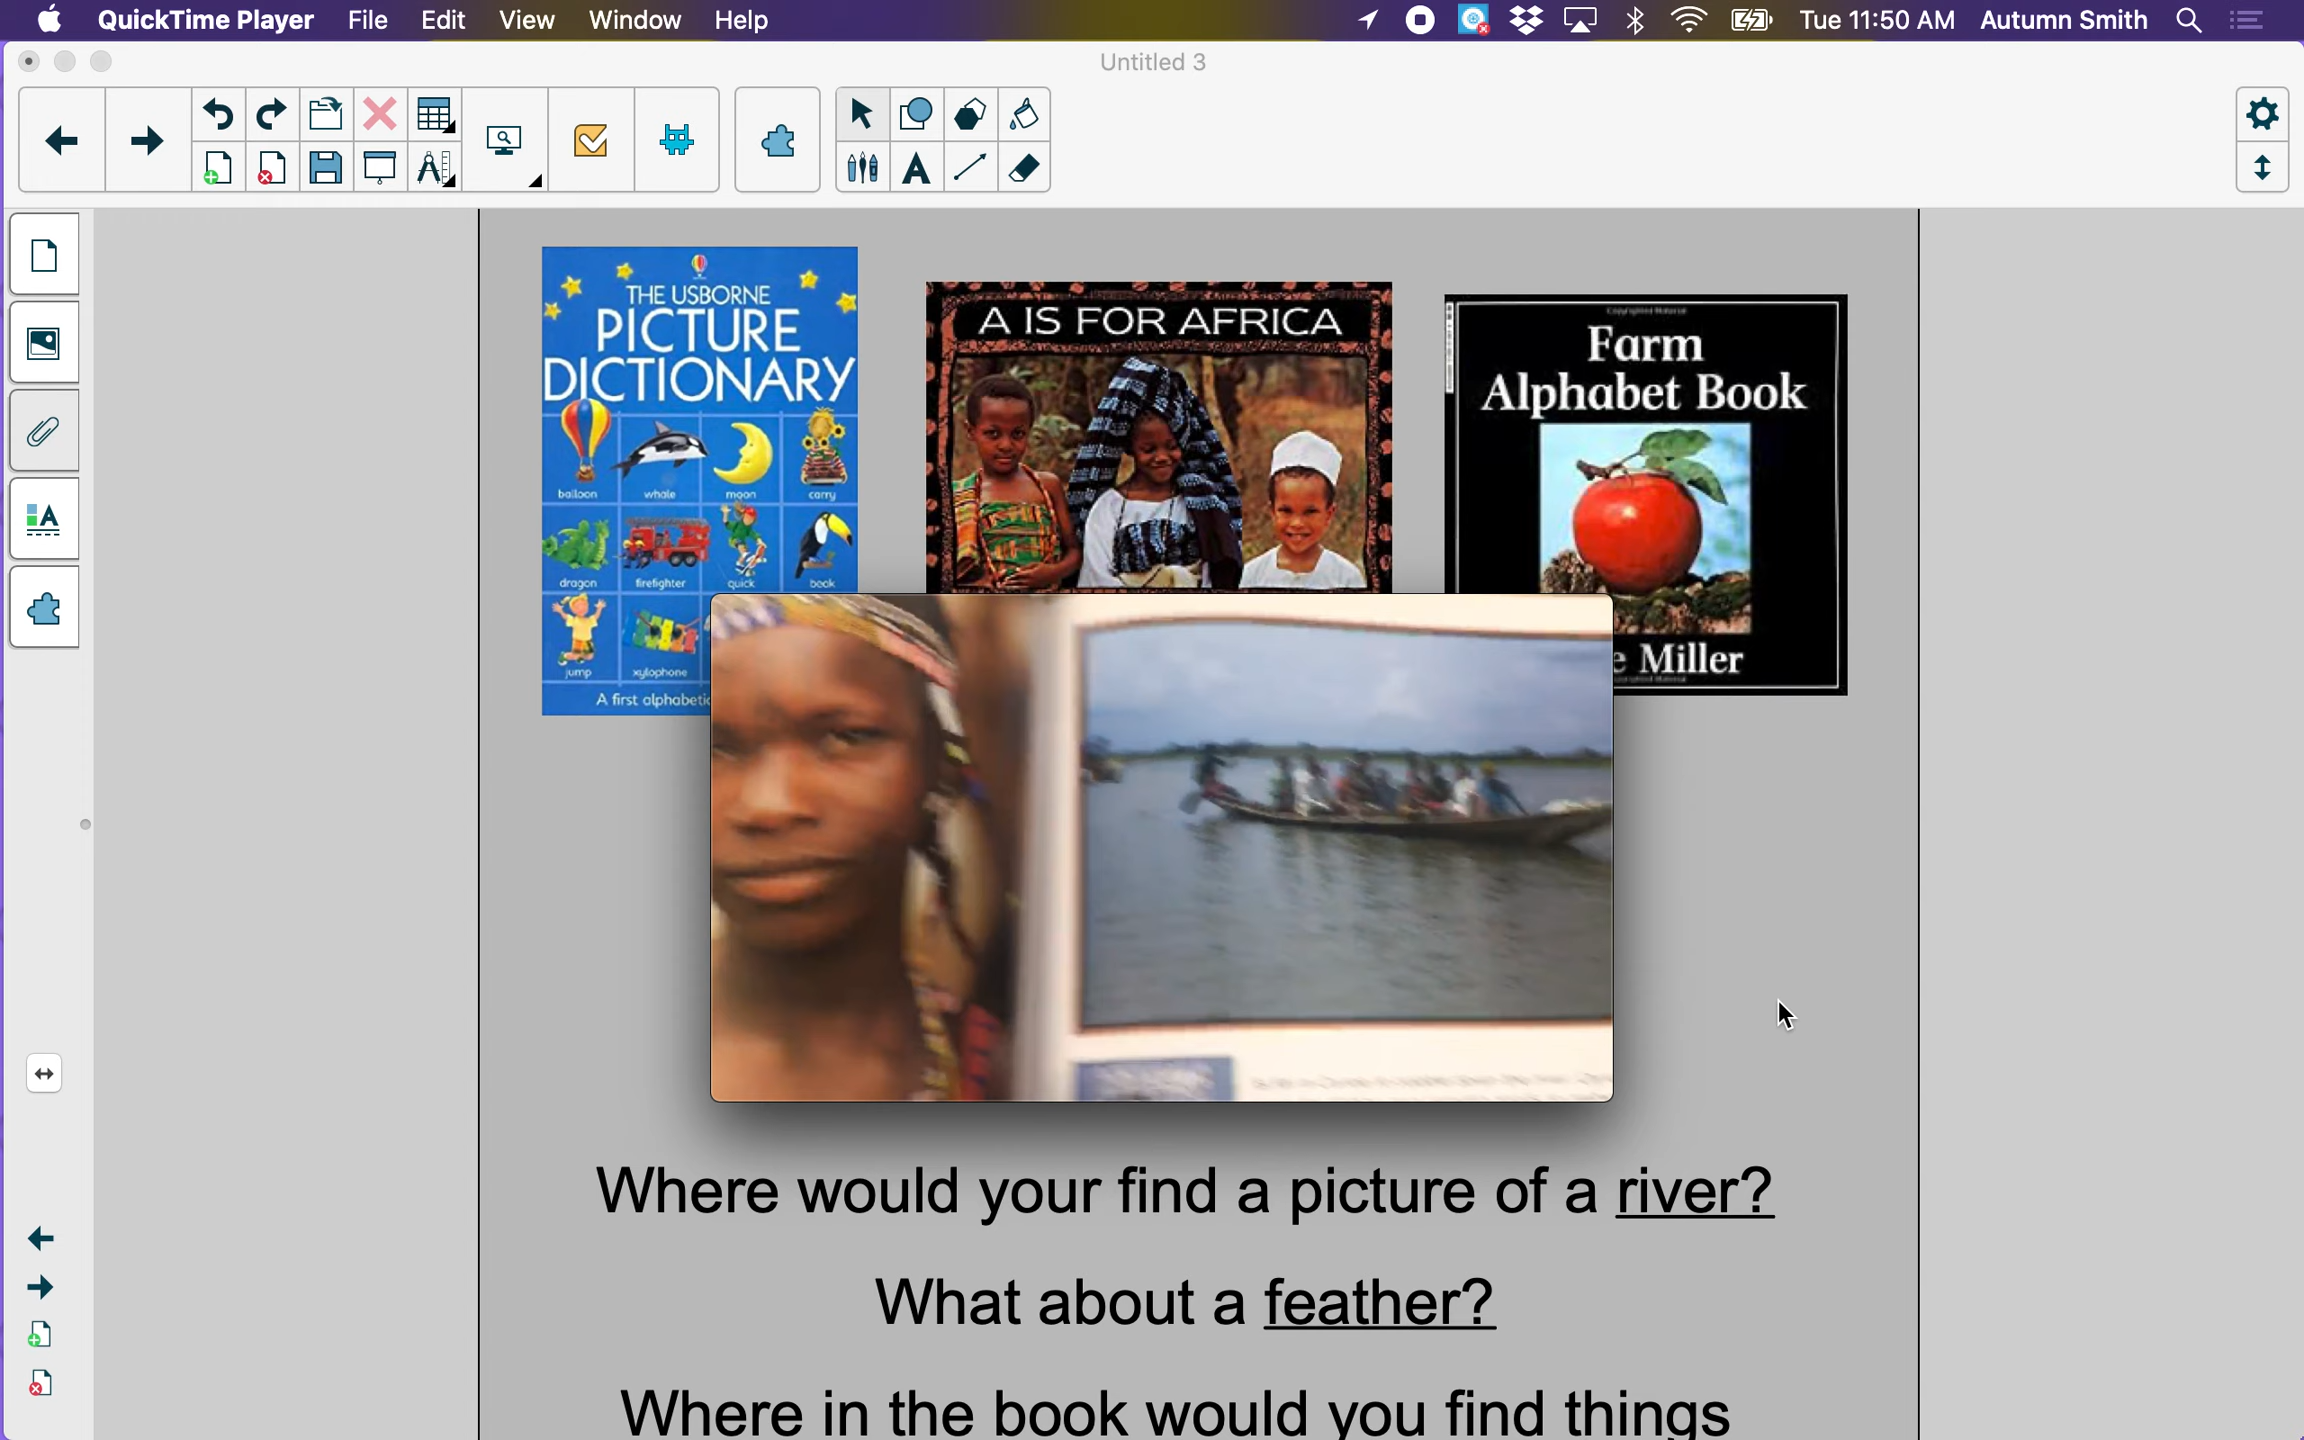 QuickTime Player File Edit View Window Help Tue 11:50 AM Autumn Smith
Untitled 3
THE USBORNE
PICTURE
DICTIONARY
balloon whale moon carry
dragon firefighter quick beak
jump xylophone
A first alphabetic
A IS FOR AFRICA
Farm
Alphabet Book
e Miller
Where would your find a picture of a river?
What about a feather?
Where in the book would you find things